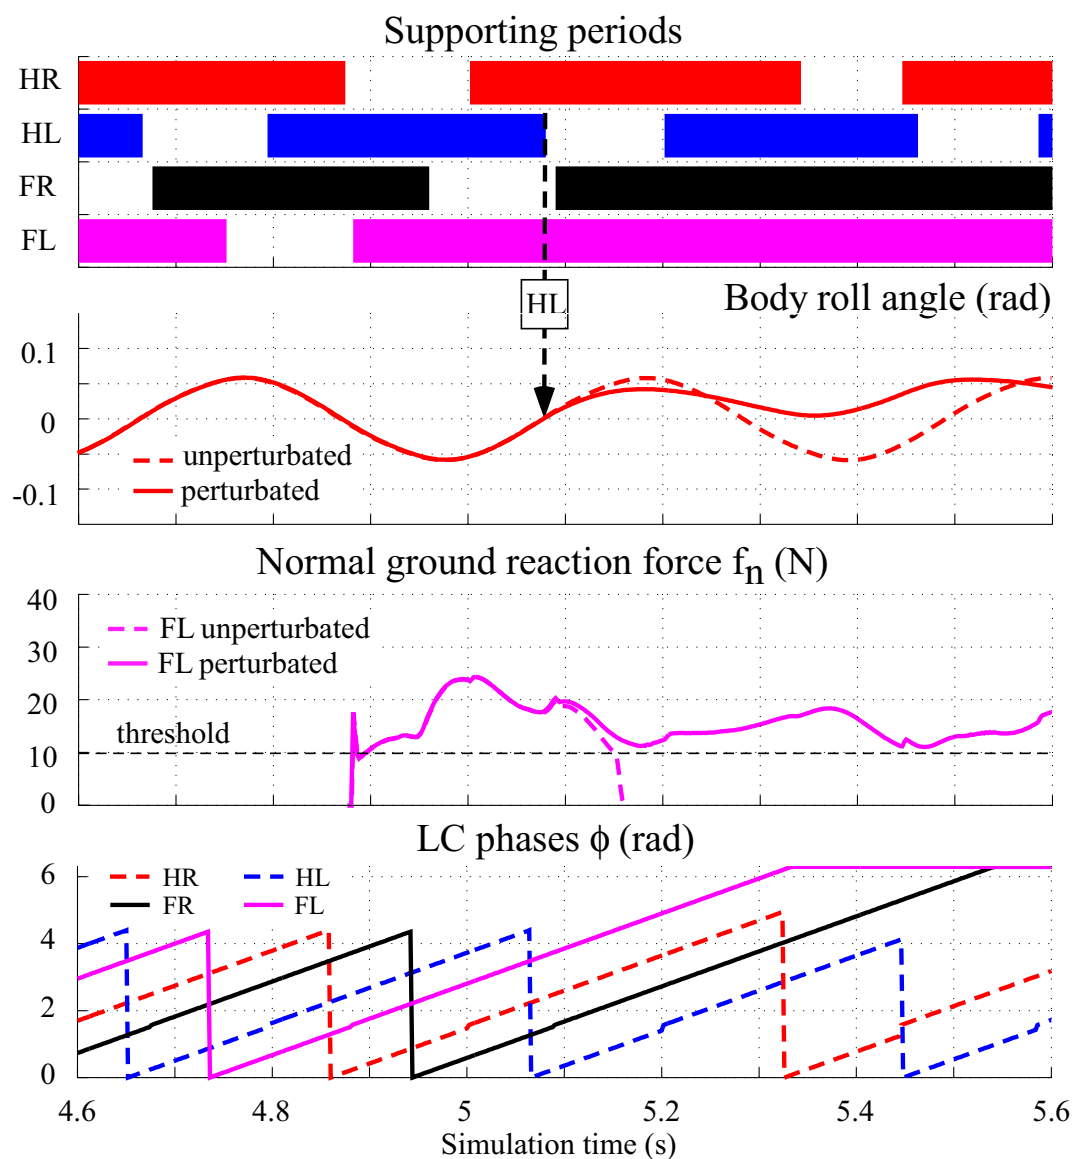 Supporting periods
HR
HL
FR
FL
HL
Body roll angle (rad)
0.1
0
-0.1
unperturbated
perturbated
Normal ground reaction force fn (N)
40
30
20
10
0
FL unperturbated
FL perturbated
threshold
LC phases ϕ (rad)
6
4
2
0
HR HL
FR FL
4.6 4.8 5 5.2 5.4 5.6
Simulation time (s)